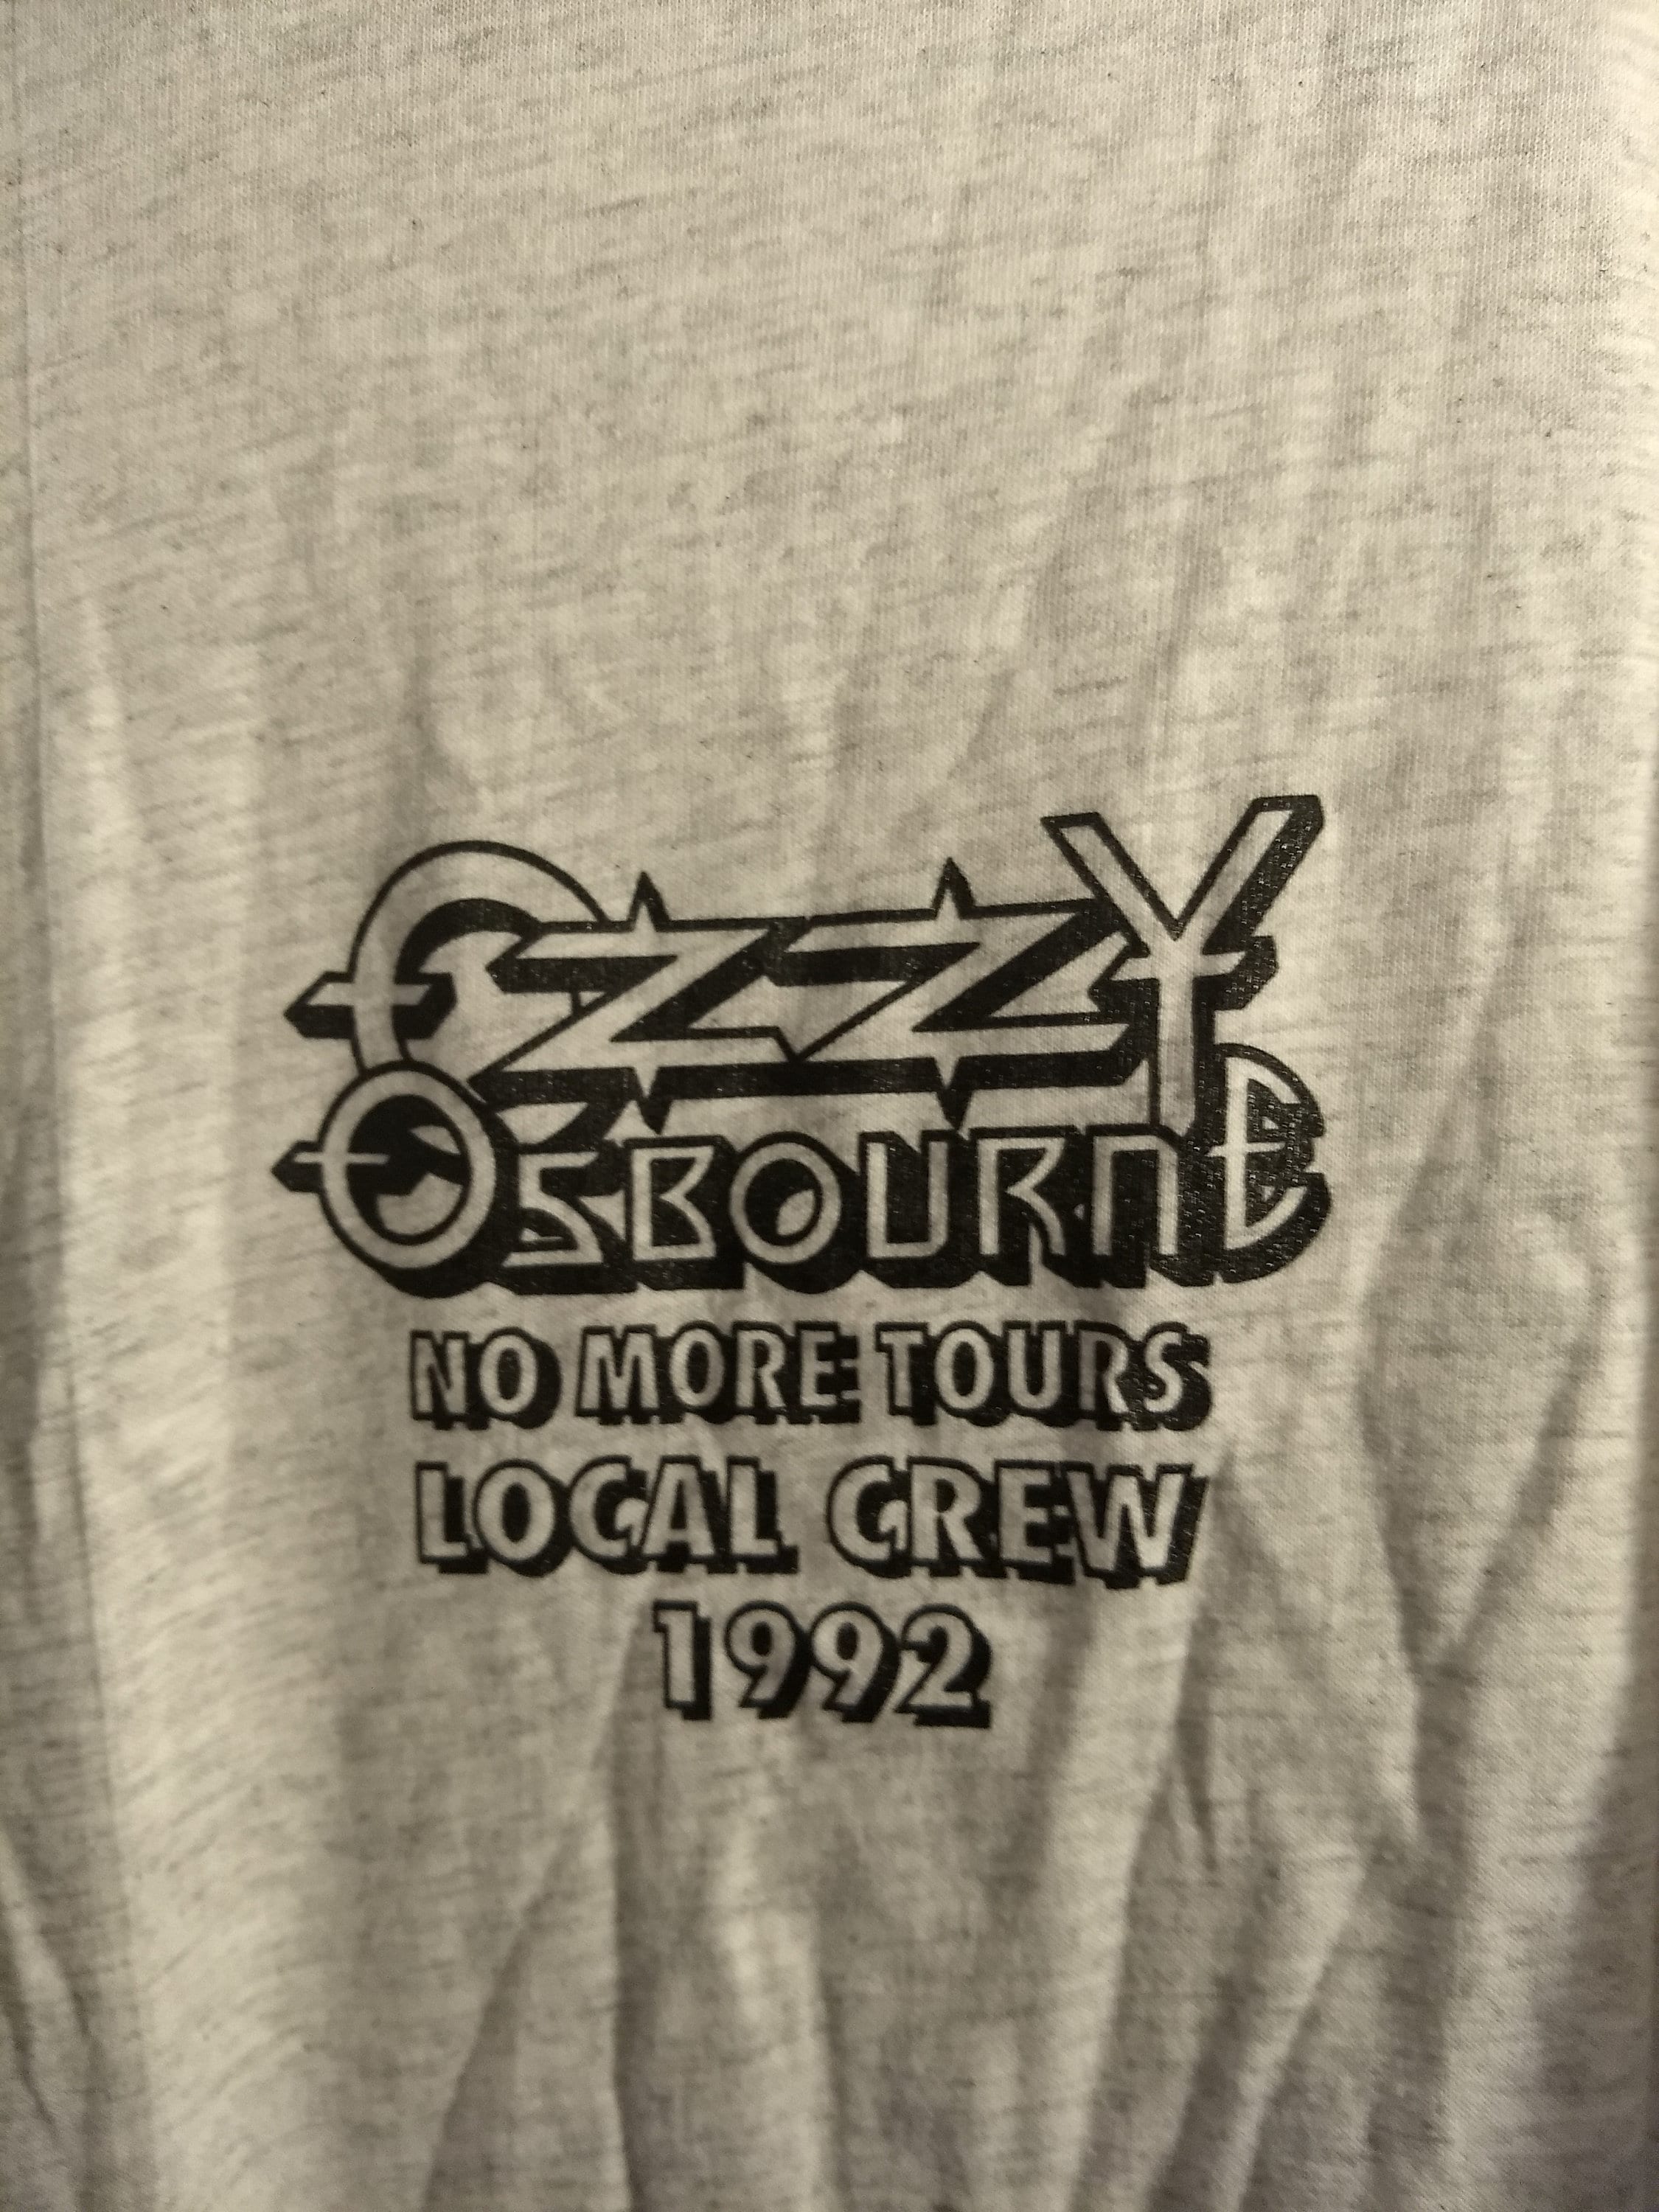 Ozzy
Osbourne
NO MORE TOURS
LOCAL CREW
1992